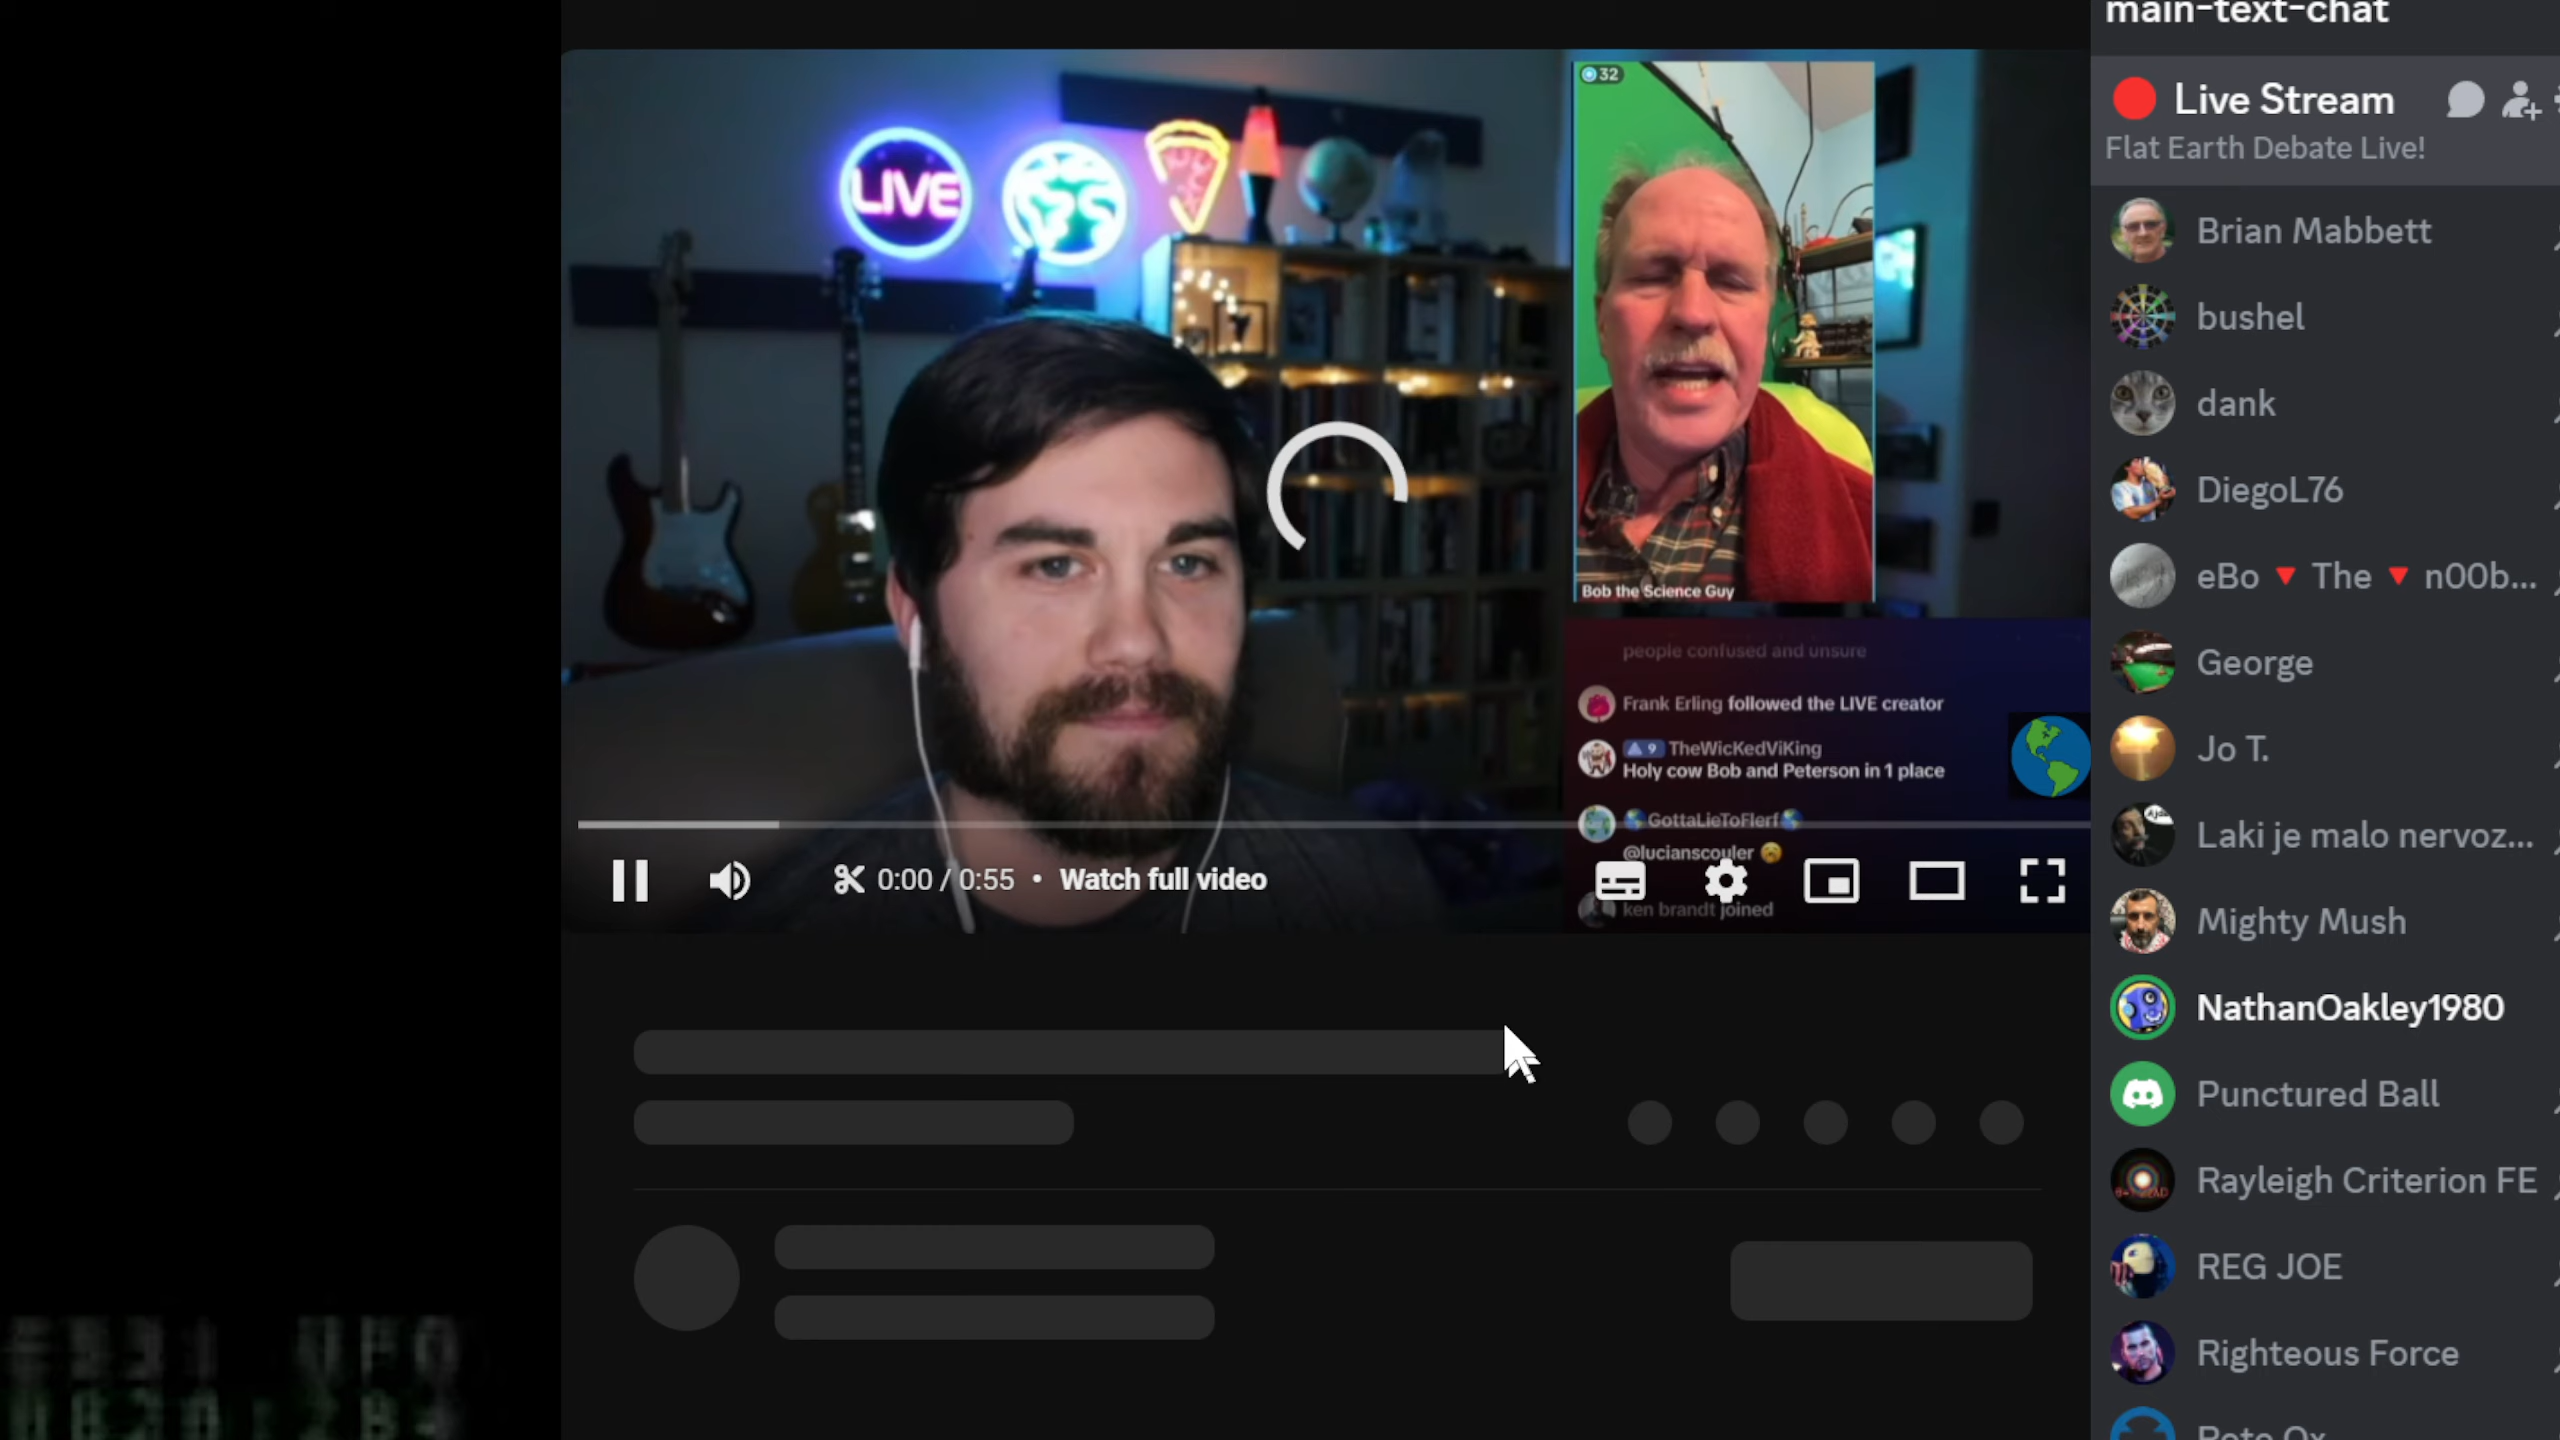 main-text-chat
Live Stream
Flat Earth Debate Live!
Brian Mabbett
bushel
dank
DiegoL76
eBo 🔻 The 🔻 n00b...
George
Jo T.
Laki je malo nervoz...
Mighty Mush
NathanOakley1980
Punctured Ball
Rayleigh Criterion FE
REG JOE
Righteous Force
LIVE
32
Bob the Science Guy
people confused and unsure
Frank Erling followed the LIVE creator
9 TheWicKedViKing
Holy cow Bob and Peterson in 1 place
🌎GottaLieToFlerf🌎
@lucianscouler 😲
ken brandt joined
0:00 / 0:55 • Watch full video